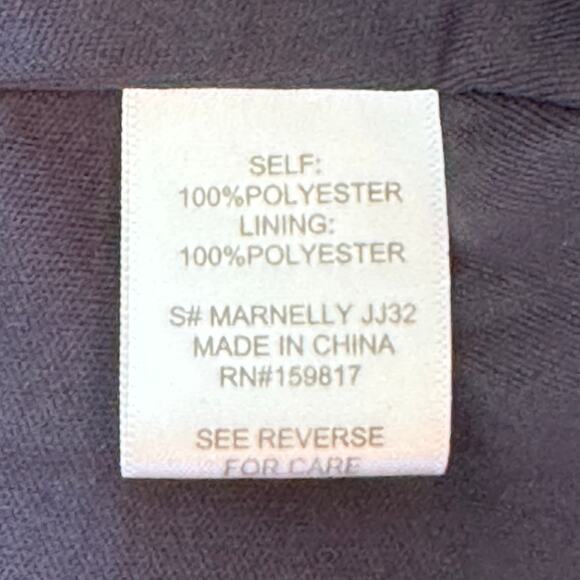 SELF:
100%POLYESTER
LINING:
100%POLYESTER
S# MARNELLY JJ32
MADE IN CHINA
RN#159817
SEE REVERSE
FOR CARE